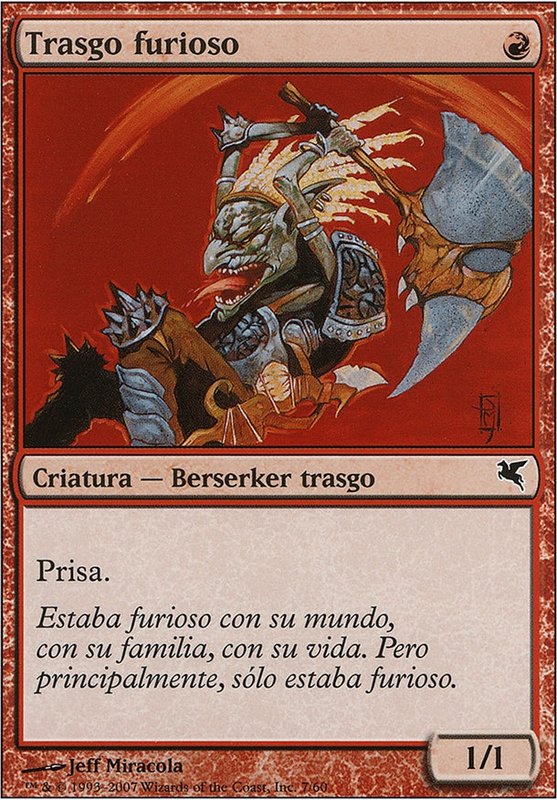 Trasgo furioso
Criatura — Berserker trasgo
Prisa.
Estaba furioso con su mundo,
con su familia, con su vida. Pero
principalmente, sólo estaba furioso.
Jeff Miracola
1/1
™ & © 1993-2007 Wizards of the Coast, Inc. 7/60